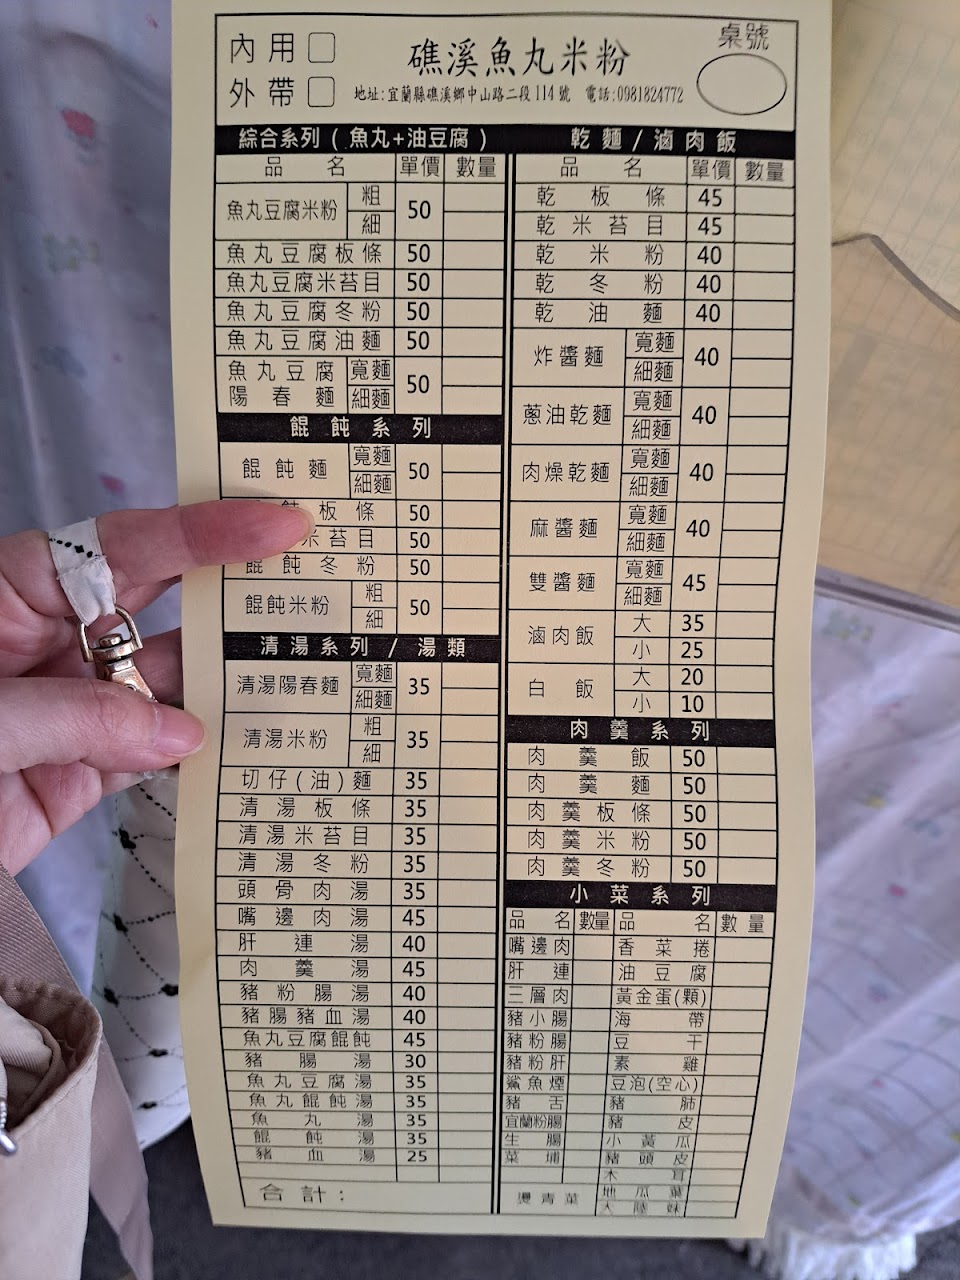 內用
外帶
礁溪魚丸米粉
地址:宜蘭縣礁溪鄉中山路二段114號 電話:0981824772
桌號
綜合系列(魚丸+油豆腐)
品名 單價 數量
魚丸豆腐米粉 粗 細 50
魚丸豆腐板條 50
魚丸豆腐米苔目 50
魚丸豆腐冬粉 50
魚丸豆腐油麵 50
魚丸豆腐陽春麵 寬麵 細麵 50
餛飩系列
餛飩麵 寬麵 細麵 50
飩板條 50
米苔目 50
餛飩冬粉 50
餛飩米粉 粗 細 50
清湯系列/湯類
清湯陽春麵 寬麵 細麵 35
清湯米粉 粗 細 35
切仔(油)麵 35
清湯板條 35
清湯米苔目 35
清湯冬粉 35
頭骨肉湯 35
嘴邊肉湯 45
肝連湯 40
肉羹湯 45
豬粉腸湯 40
豬腸豬血湯 40
魚丸豆腐餛飩 45
豬腸湯 30
魚丸豆腐湯 35
魚丸餛飩湯 35
魚丸湯 35
餛飩湯 35
豬血湯 25
合計:
乾麵/滷肉飯
品名 單價 數量
乾板條 45
乾米苔目 45
乾米粉 40
乾冬粉 40
乾油麵 40
炸醬麵 寬麵 細麵 40
蔥油乾麵 寬麵 細麵 40
肉燥乾麵 寬麵 細麵 40
麻醬麵 寬麵 細麵 40
雙醬麵 寬麵 細麵 45
滷肉飯 大 35 小 25
白飯 大 20 小 10
肉羹系列
肉羹飯 50
肉羹麵 50
肉羹板條 50
肉羹米粉 50
肉羹冬粉 50
小菜系列
品名 數量 品名 數量
嘴邊肉 香菜捲
肝連 油豆腐
三層肉 黃金蛋(顆)
豬小腸 海帶
豬粉腸 豆干
豬粉肝 素雞
鯊魚煙 豆泡(空心)
豬舌 豬肺
宜蘭粉腸 豬皮
生腸 小黃瓜
菜埔 豬頭皮
木耳
燙青菜 地瓜葉
大陸妹